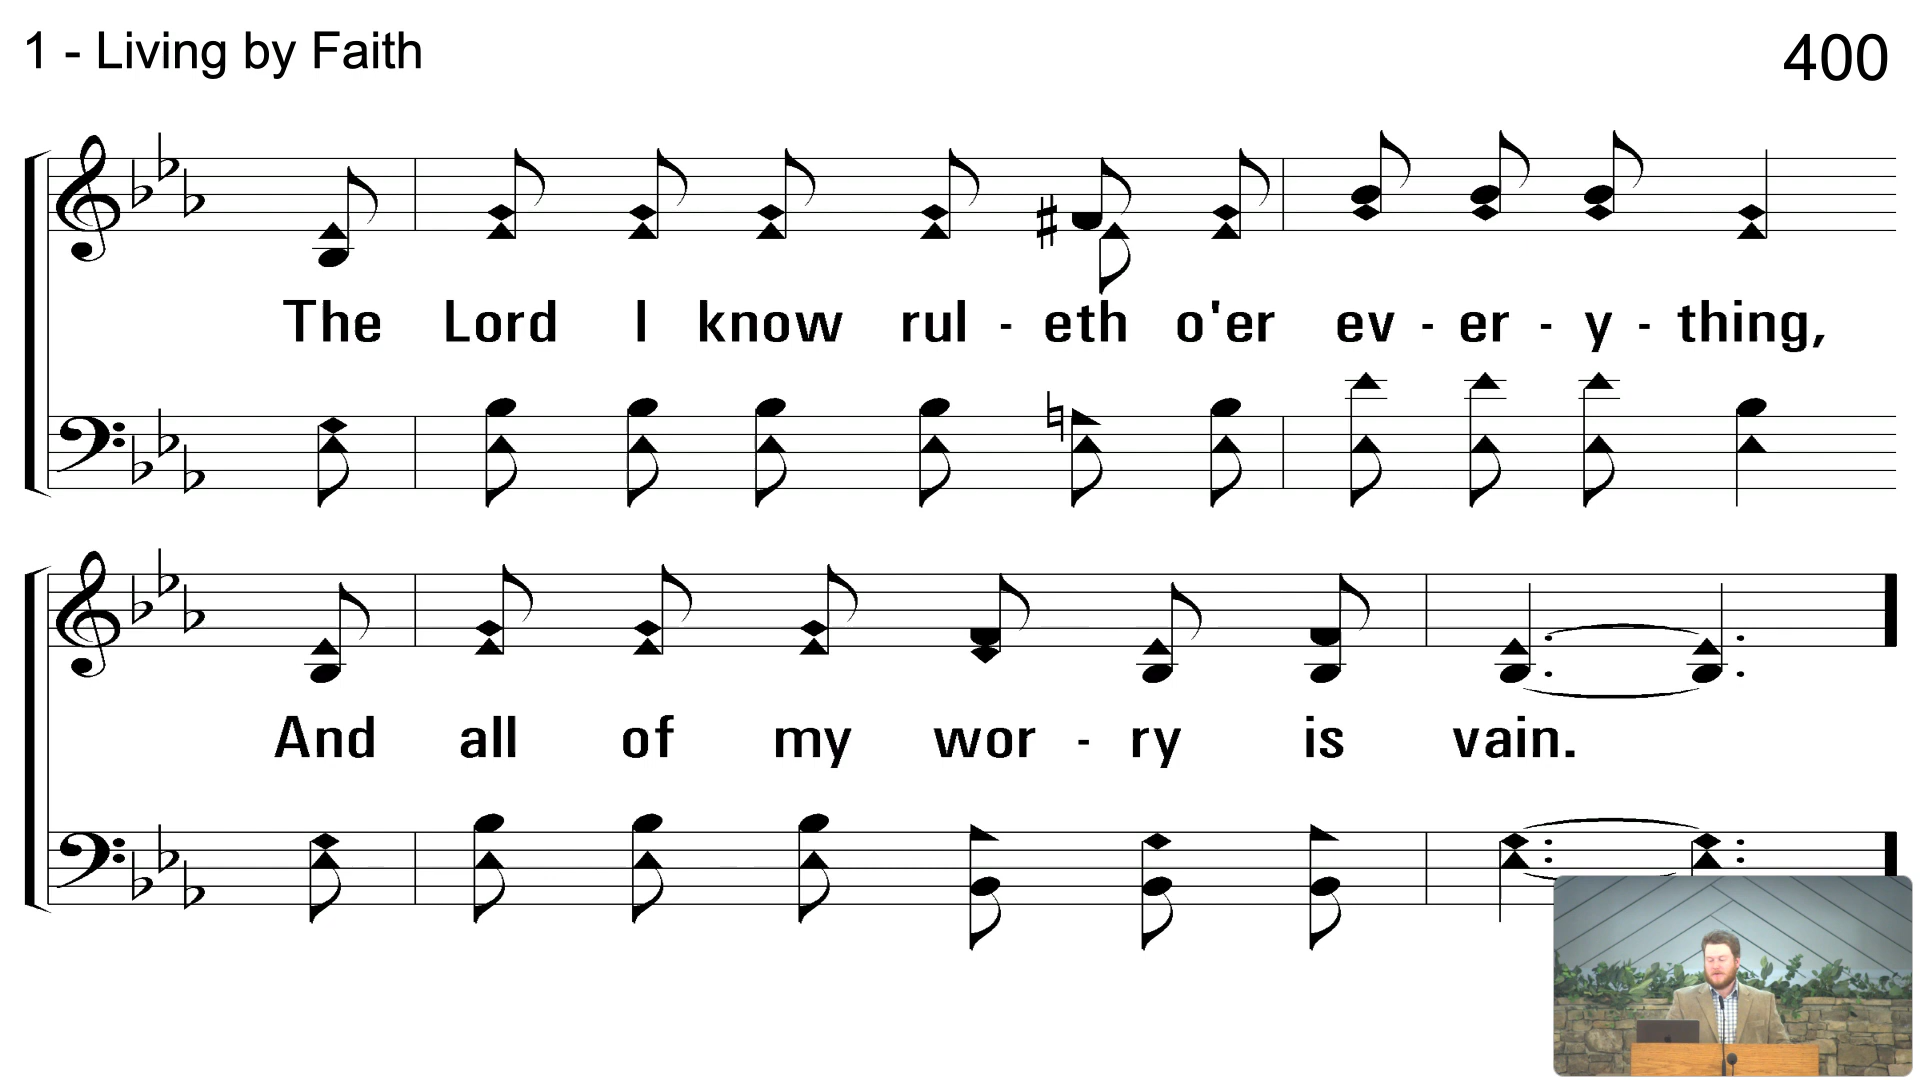 1 - Living by Faith
400
The Lord I know rul - eth o'er ev - er - y - thing,
And all of my wor - ry is vain.